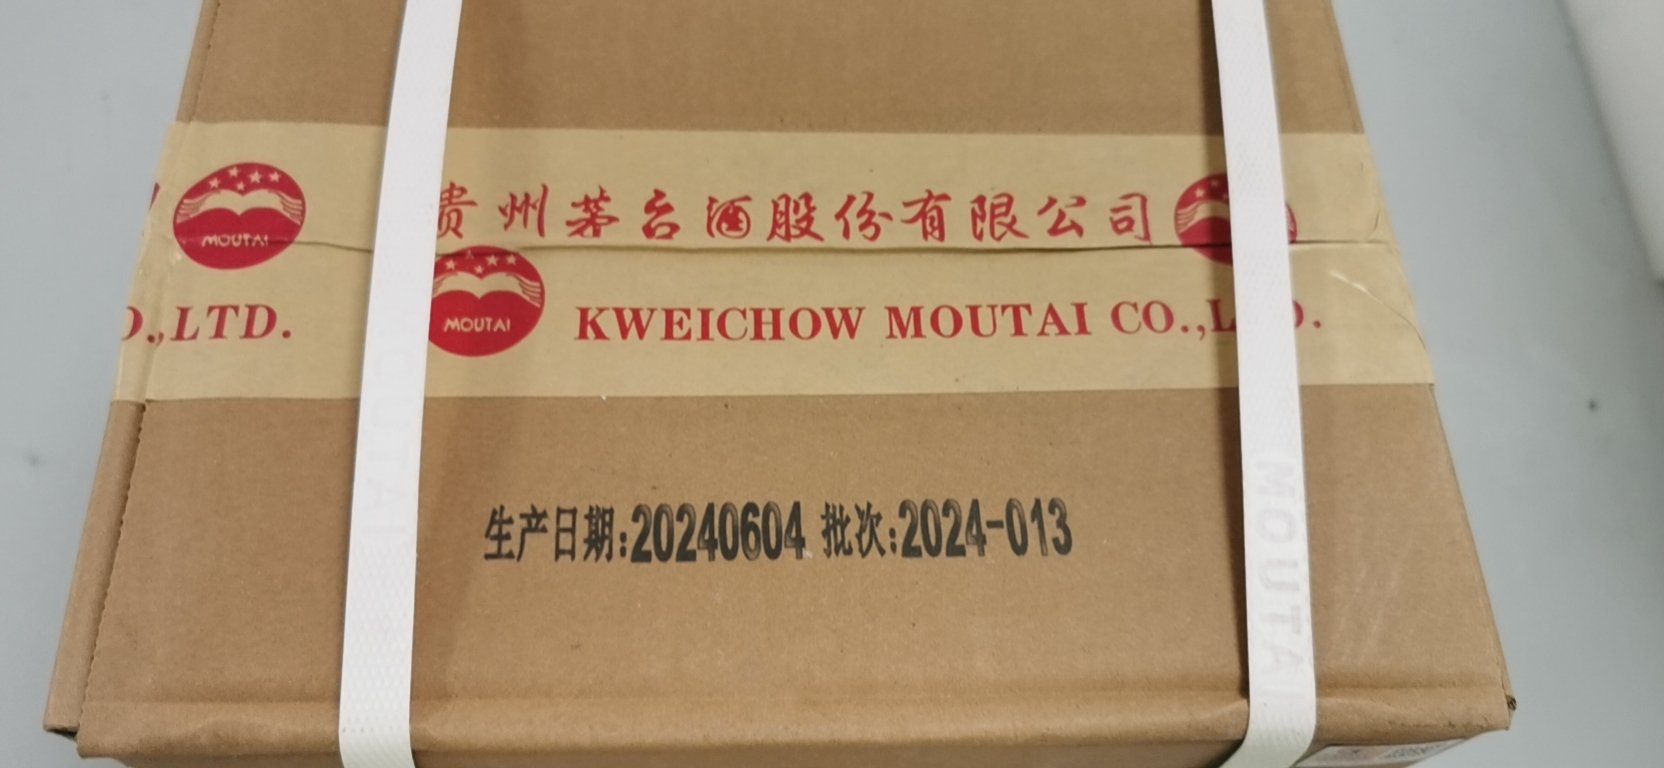 MOUTAI
贵州茅台酒股份有限公司
MOUTAI
O.,LTD.
KWEICHOW MOUTAI CO.,L D.
生产日期:20240604 批次:2024-013
MOUTAI